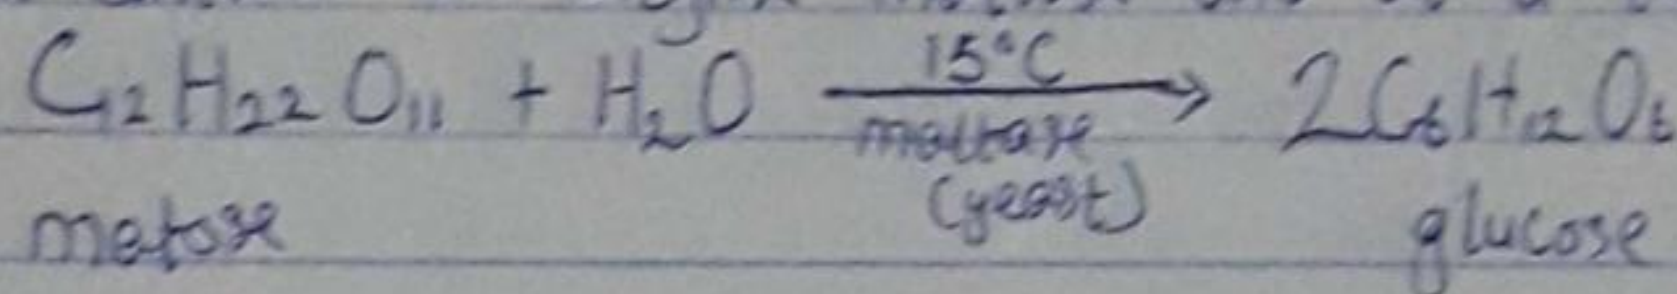 C₁₂H₂₂O₁₁ + H₂O 15°C 2C₆H₁₂O₆
maltase
(yeast)
matose glucose